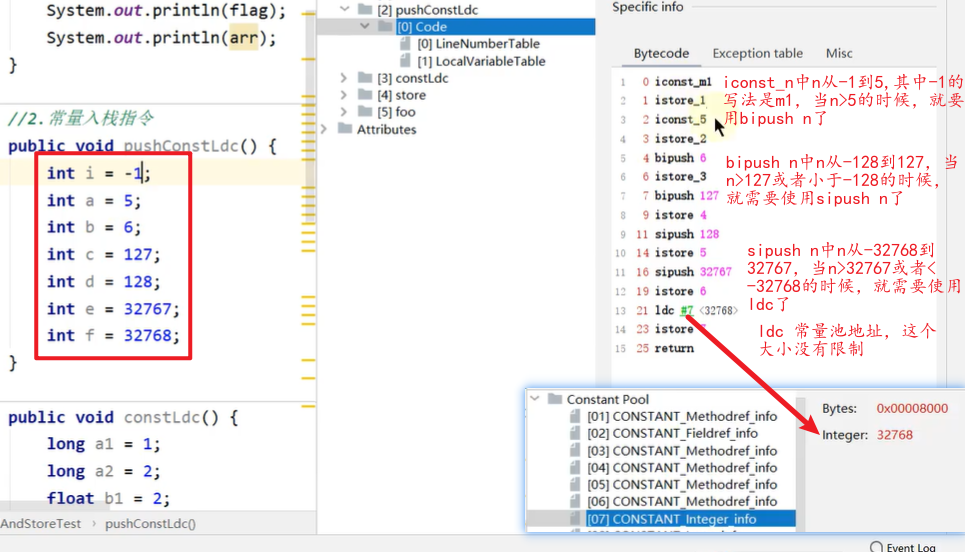 System.out.println(flag);
System.out.println(arr);
}
//2.常量入栈指令
public void pushConstLdc() {
int i = -1;
int a = 5;
int b = 6;
int c = 127;
int d = 128;
int e = 32767;
int f = 32768;
}
public void constLdc() {
long a1 = 1;
long a2 = 2;
float b1 = 2;
AndStoreTest › pushConstLdc()
[2] pushConstLdc
[0] Code
[0] LineNumberTable
[1] LocalVariableTable
[3] constLdc
[4] store
[5] foo
Attributes
Specific info
Bytecode Exception table Misc
1 0 iconst_m1
2 1 istore_1
3 2 iconst_5
4 3 istore_2
5 4 bipush 6
6 6 istore_3
7 7 bipush 127
8 9 istore 4
9 11 sipush 128
10 14 istore 5
11 16 sipush 32767
12 19 istore 6
13 21 ldc #7 <32768>
14 23 istore
15 25 return
iconst_n中n从-1到5,其中-1的
写法是m1，当n>5的时候，就要
用bipush n了
bipush n中n从-128到127，当
n>127或者小于-128的时候，
就需要使用sipush n了
sipush n中n从-32768到
32767，当n>32767或者<
-32768的时候，就需要使用
ldc了
ldc 常量池地址，这个
大小没有限制
Constant Pool
[01] CONSTANT_Methodref_info
[02] CONSTANT_Fieldref_info
[03] CONSTANT_Methodref_info
[04] CONSTANT_Methodref_info
[05] CONSTANT_Methodref_info
[06] CONSTANT_Methodref_info
[07] CONSTANT_Integer_info
Bytes: 0x00008000
Integer: 32768
Event Log